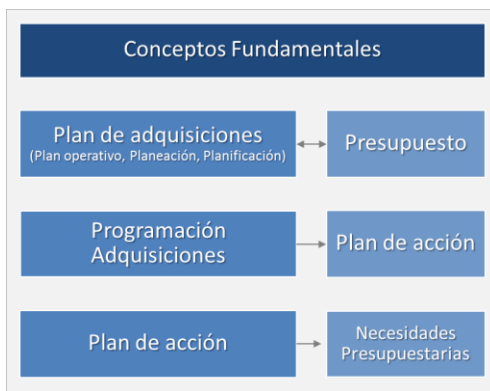 Conceptos Fundamentales
Plan de adquisiciones
(Plan operativo, Planeación, Planificación)
Presupuesto
Programación
Adquisiciones
Plan de acción
Plan de acción
Necesidades
Presupuestarias